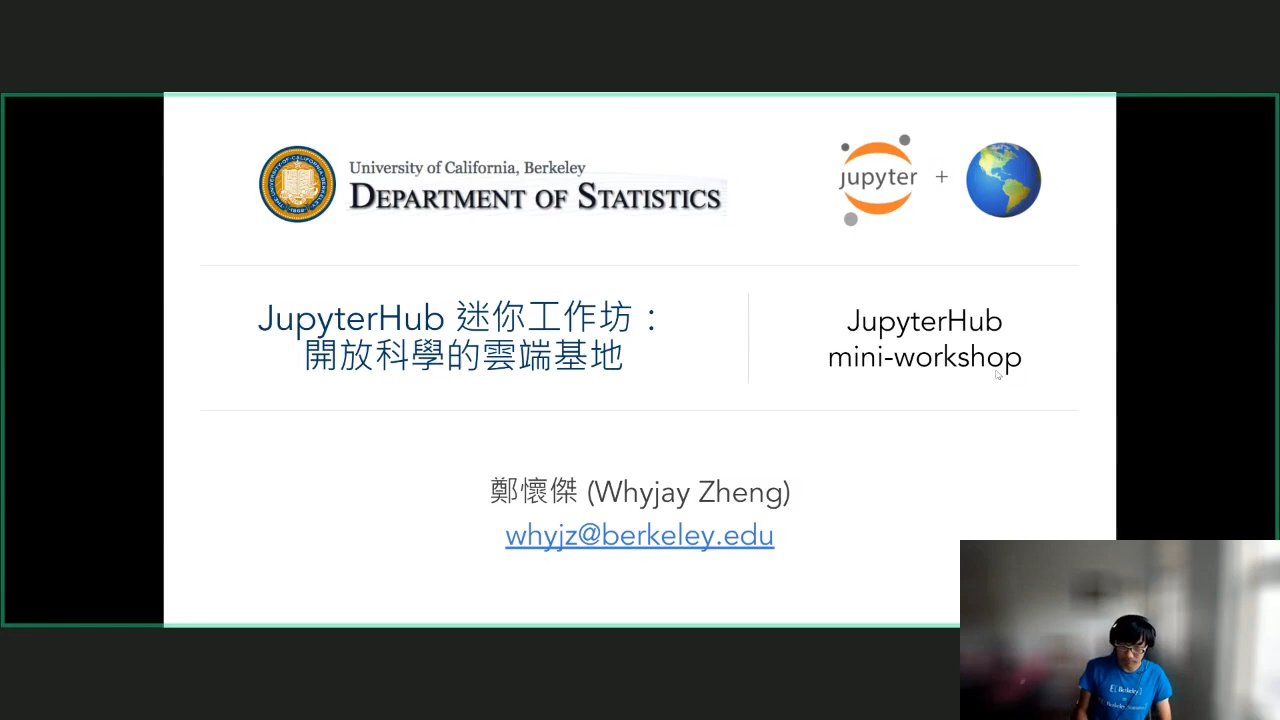 University of California, Berkeley
DEPARTMENT OF STATISTICS
jupyter
+
JupyterHub 迷你工作坊：
開放科學的雲端基地
JupyterHub
mini-workshop
鄭懷傑 (Whyjay Zheng)
whyjz@berkeley.edu
E[Berkeley]